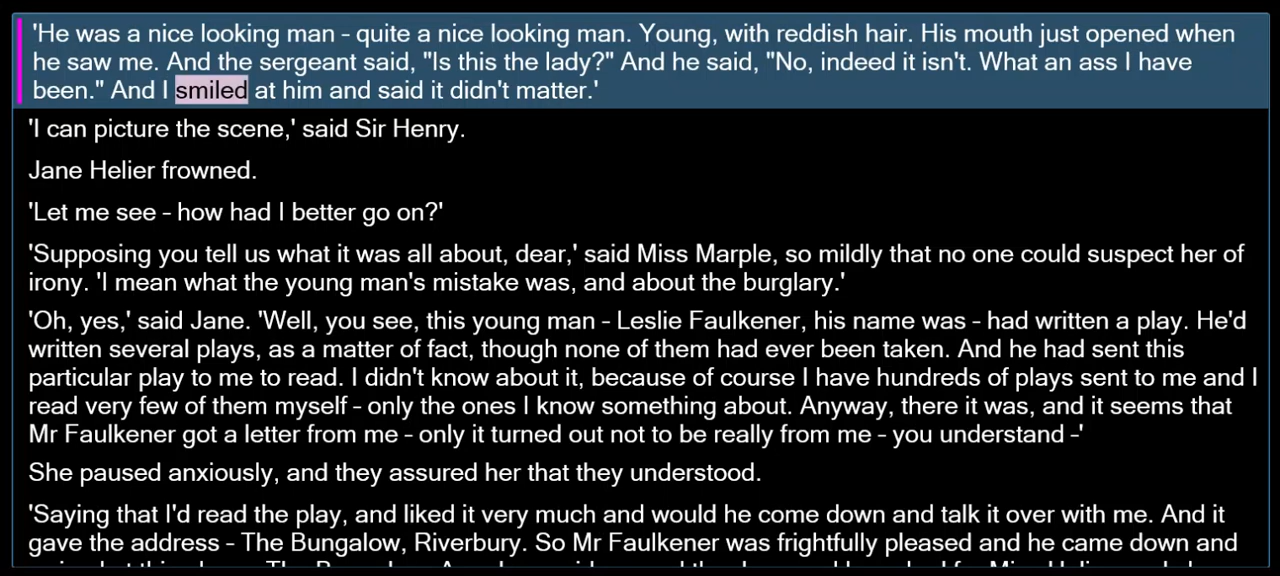 'He was a nice looking man - quite a nice looking man. Young, with reddish hair. His mouth just opened when
he saw me. And the sergeant said, "Is this the lady?" And he said, "No, indeed it isn't. What an ass I have
been." And I smiled at him and said it didn't matter.'
'I can picture the scene,' said Sir Henry.
Jane Helier frowned.
'Let me see - how had I better go on?'
'Supposing you tell us what it was all about, dear,' said Miss Marple, so mildly that no one could suspect her of
irony. 'I mean what the young man's mistake was, and about the burglary.'
'Oh, yes,' said Jane. 'Well, you see, this young man - Leslie Faulkener, his name was - had written a play. He'd
written several plays, as a matter of fact, though none of them had ever been taken. And he had sent this
particular play to me to read. I didn't know about it, because of course I have hundreds of plays sent to me and I
read very few of them myself - only the ones I know something about. Anyway, there it was, and it seems that
Mr Faulkener got a letter from me - only it turned out not to be really from me - you understand -'
She paused anxiously, and they assured her that they understood.
'Saying that I'd read the play, and liked it very much and would he come down and talk it over with me. And it
gave the address - The Bungalow, Riverbury. So Mr Faulkener was frightfully pleased and he came down and